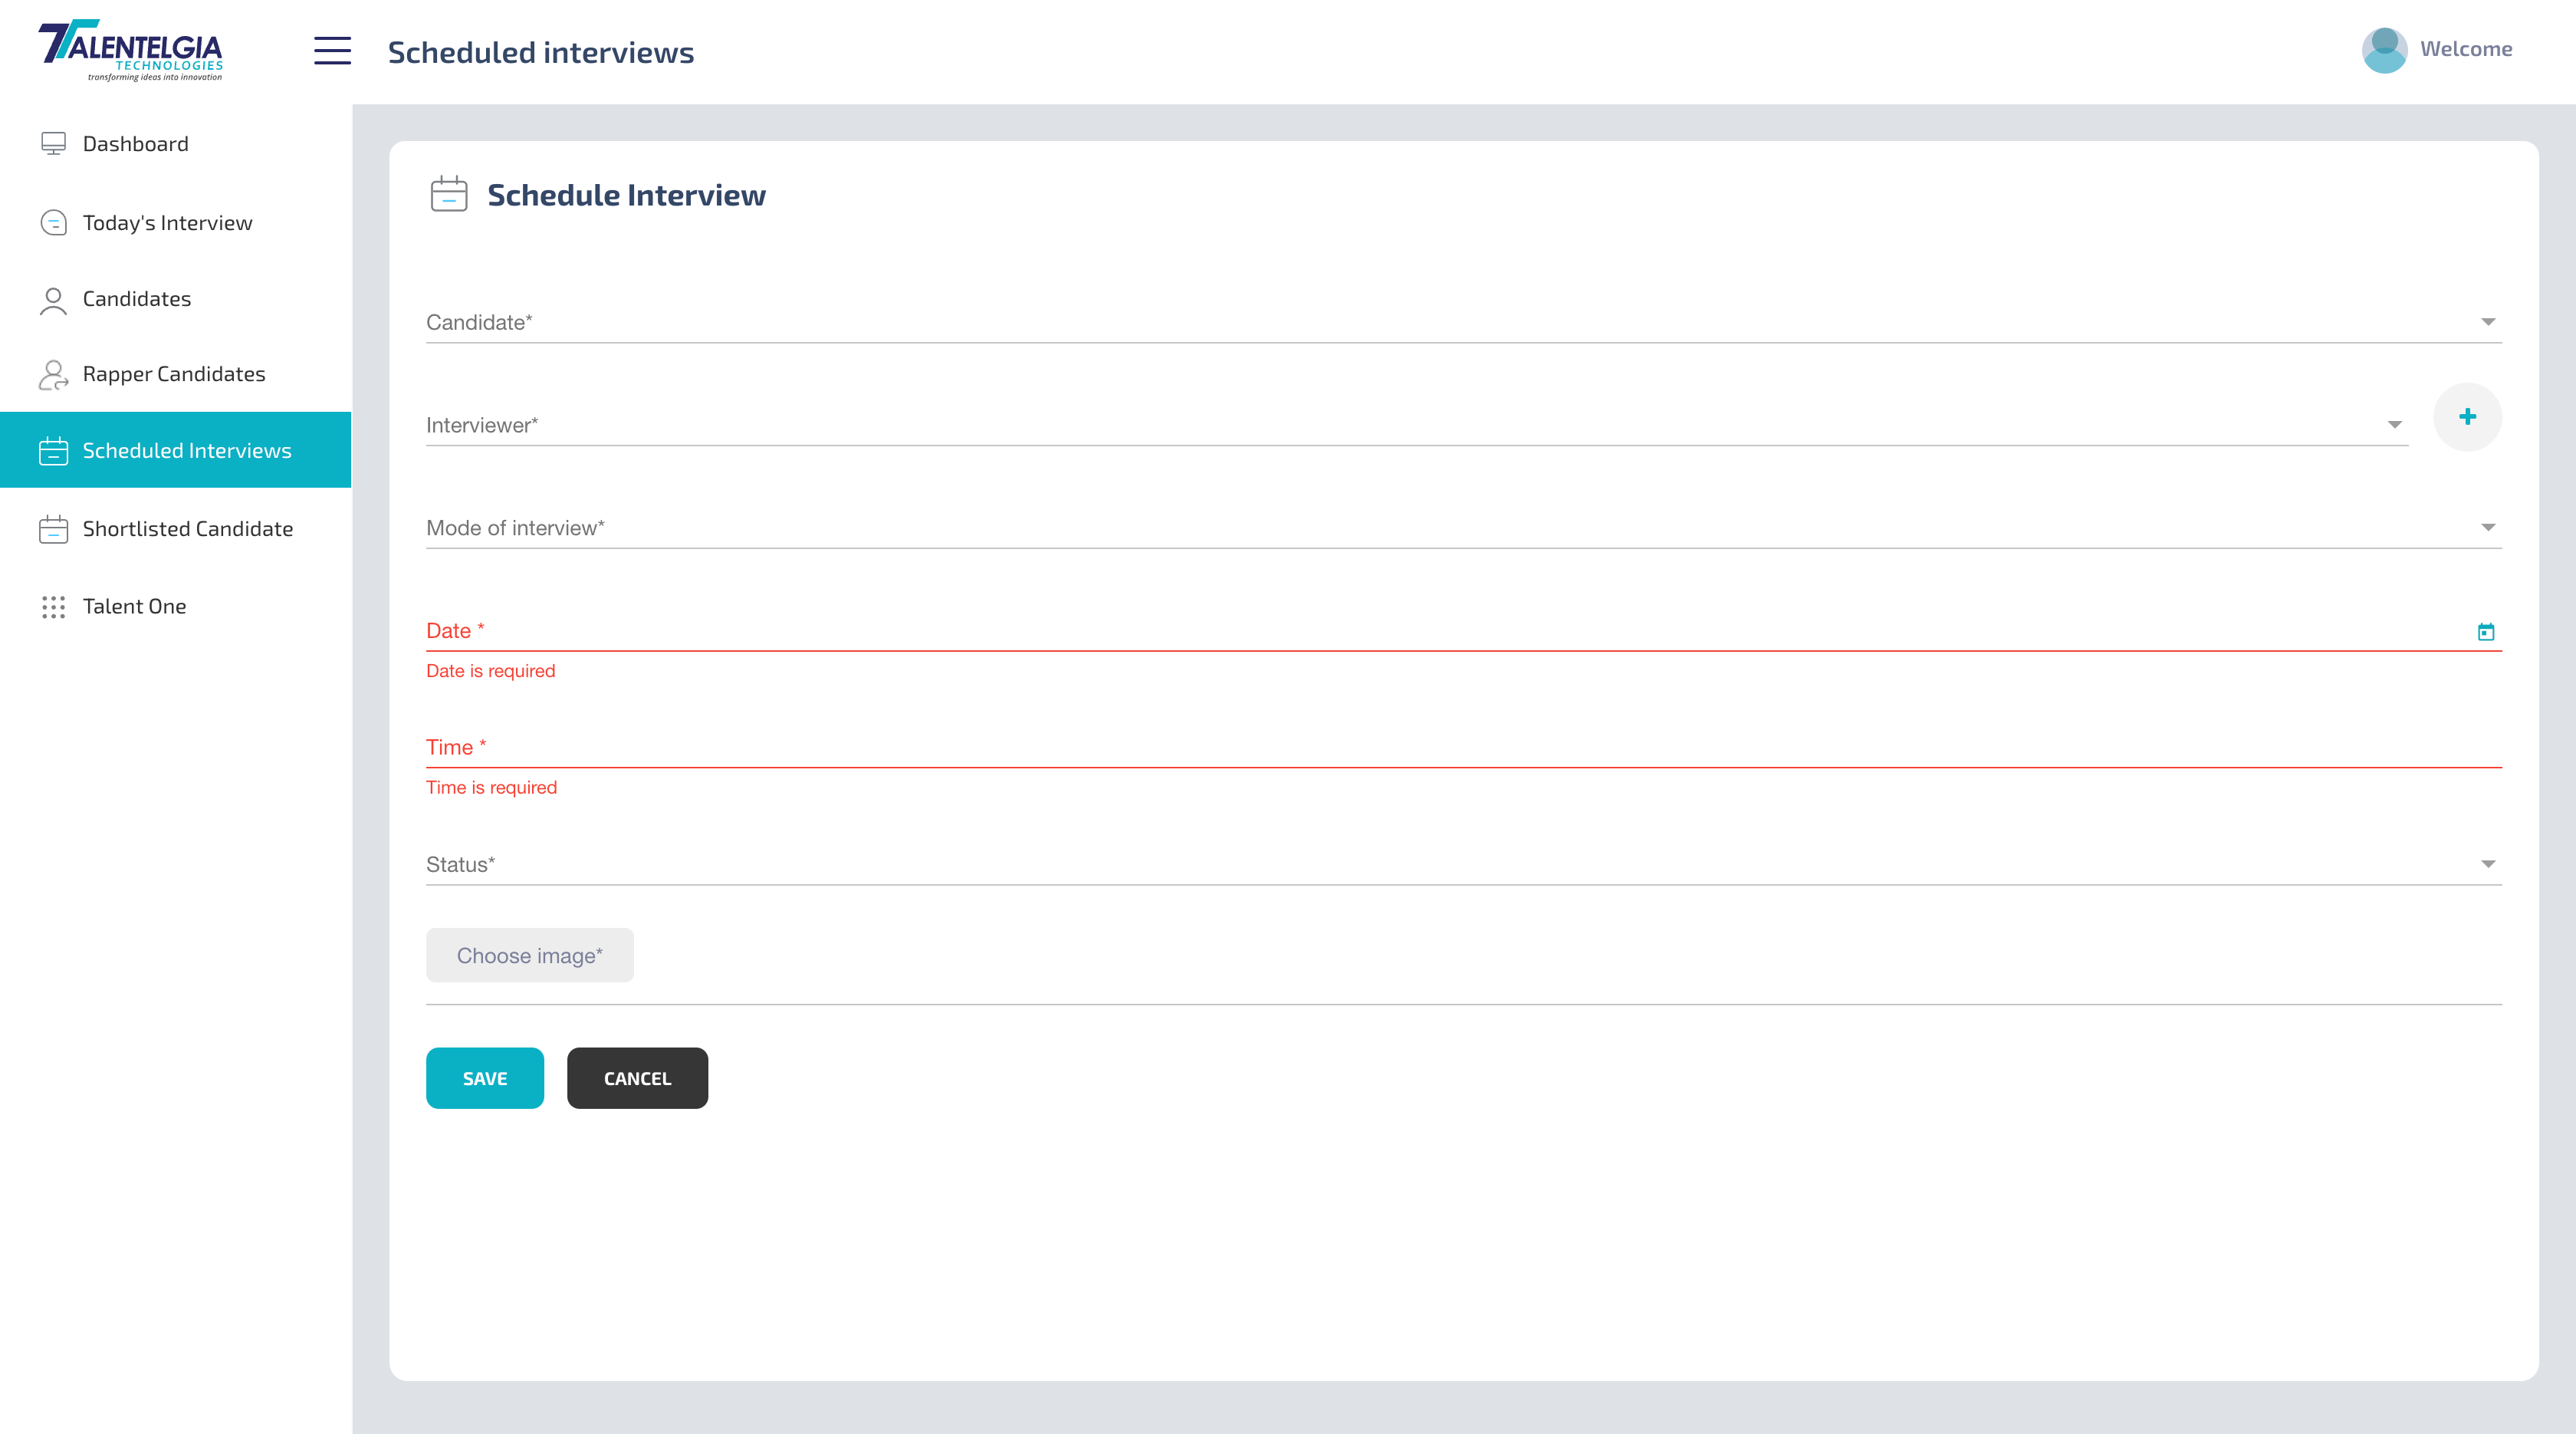 TALENTELGIA
TECHNOLOGIES
transforming ideas into innovation
Scheduled interviews
Welcome
Dashboard
Today's Interview
Candidates
Rapper Candidates
Scheduled Interviews
Shortlisted Candidate
Talent One
Schedule Interview
Candidate*
Interviewer*
Mode of interview*
Date *
Date is required
Time *
Time is required
Status*
Choose image*
SAVE
CANCEL